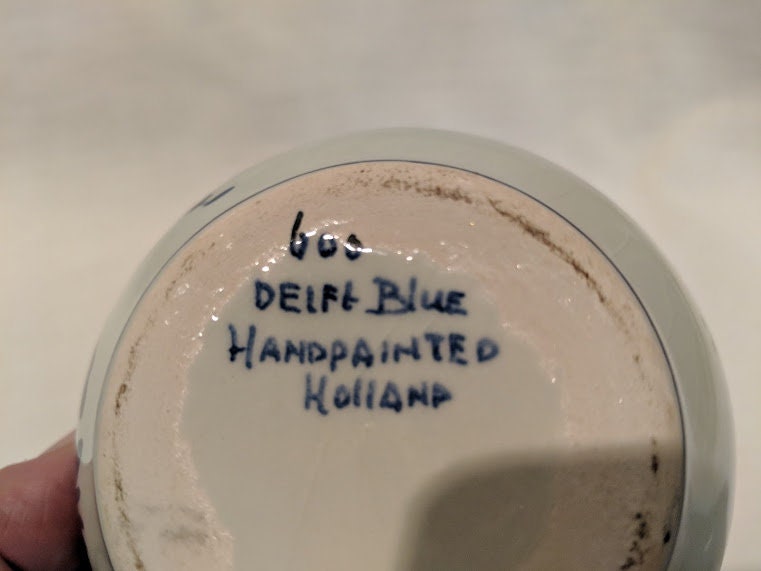 600
DElFt BluE
HANDPAINTED
HollAND